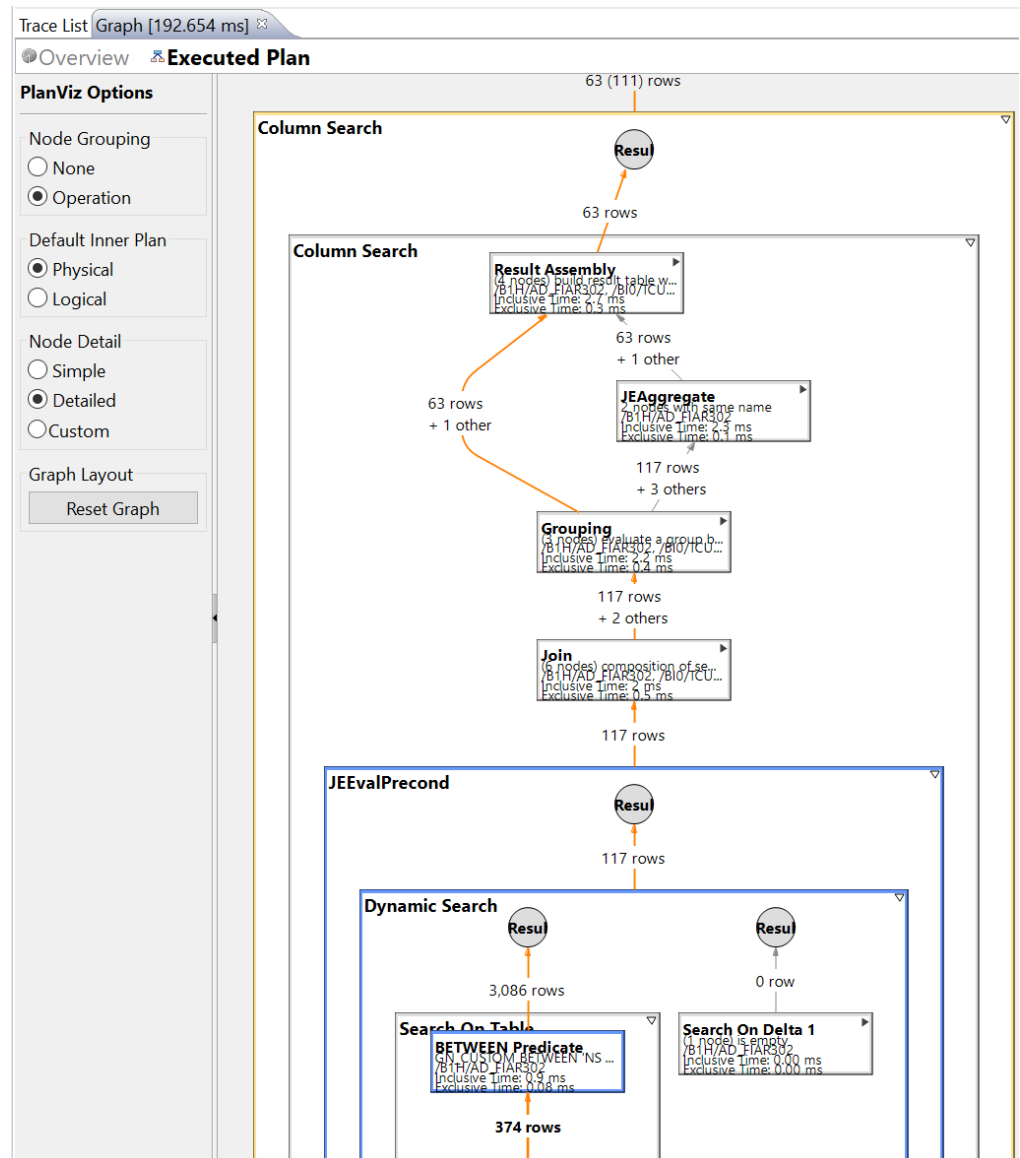 Trace List Graph [192.654 ms]
Overview Executed Plan
PlanViz Options
Node Grouping
None
Operation
Default Inner Plan
Physical
Logical
Node Detail
Simple
Detailed
Custom
Graph Layout
Reset Graph
63 (111) rows
Column Search
Resul
63 rows
Column Search
Result Assembly
(4 nodes) build result table w...
/B1H/AD_FIAR302, /BI0/TCU...
Inclusive Time: 2.7 ms
Exclusive Time: 0.3 ms
63 rows
+ 1 other
JEAggregate
2 nodes with same name
/B1H/AD_FIAR302
Inclusive Time: 2.3 ms
Exclusive Time: 0.1 ms
63 rows
+ 1 other
117 rows
+ 3 others
Grouping
(3 nodes) evaluate a group b...
/B1H/AD_FIAR302, /BI0/TCU...
Inclusive Time: 2.2 ms
Exclusive Time: 0.4 ms
117 rows
+ 2 others
Join
(6 nodes) composition of se...
/B1H/AD_FIAR302, /BI0/TCU...
Inclusive Time: 2 ms
Exclusive Time: 0.5 ms
117 rows
JEEvalPrecond
Resul
117 rows
Dynamic Search
Resul
Resul
3,086 rows
0 row
Search On Table
BETWEEN Predicate
GN_CUSTOM_BETWEEN 'NS ...
/B1H/AD_FIAR302
Inclusive Time: 0.9 ms
Exclusive Time: 0.08 ms
Search On Delta 1
(1 node) is empty
/B1H/AD_FIAR302
Inclusive Time: 0.00 ms
Exclusive Time: 0.00 ms
374 rows